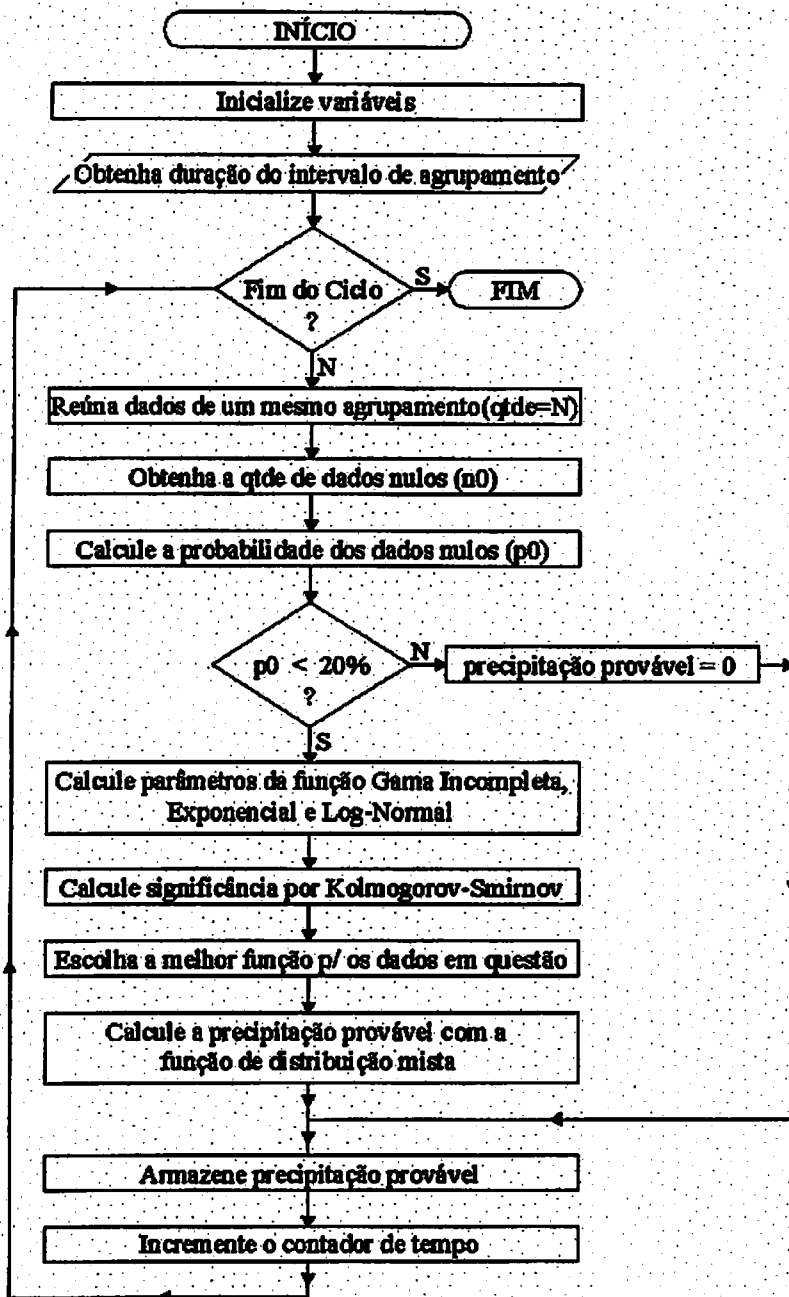 INÍCIO
Inicialize variáveis
Obtenha duração do intervalo de agrupamento
Fim do Ciclo
?
S
FIM
N
Reúna dados de um mesmo agrupamento(qtde=N)
Obtenha a qtde de dados nulos (n0)
Calcule a probabilidade dos dados nulos (p0)
p0 < 20%
?
N
precipitação provável = 0
S
Calcule parâmetros da função Gama Incompleta,
Exponencial e Log-Normal
Calcule significância por Kolmogorov-Smirnov
Escolha a melhor função p/ os dados em questão
Calcule a precipitação provável com a
função de distribuição mista
Armazene precipitação provável
Incremente o contador de tempo